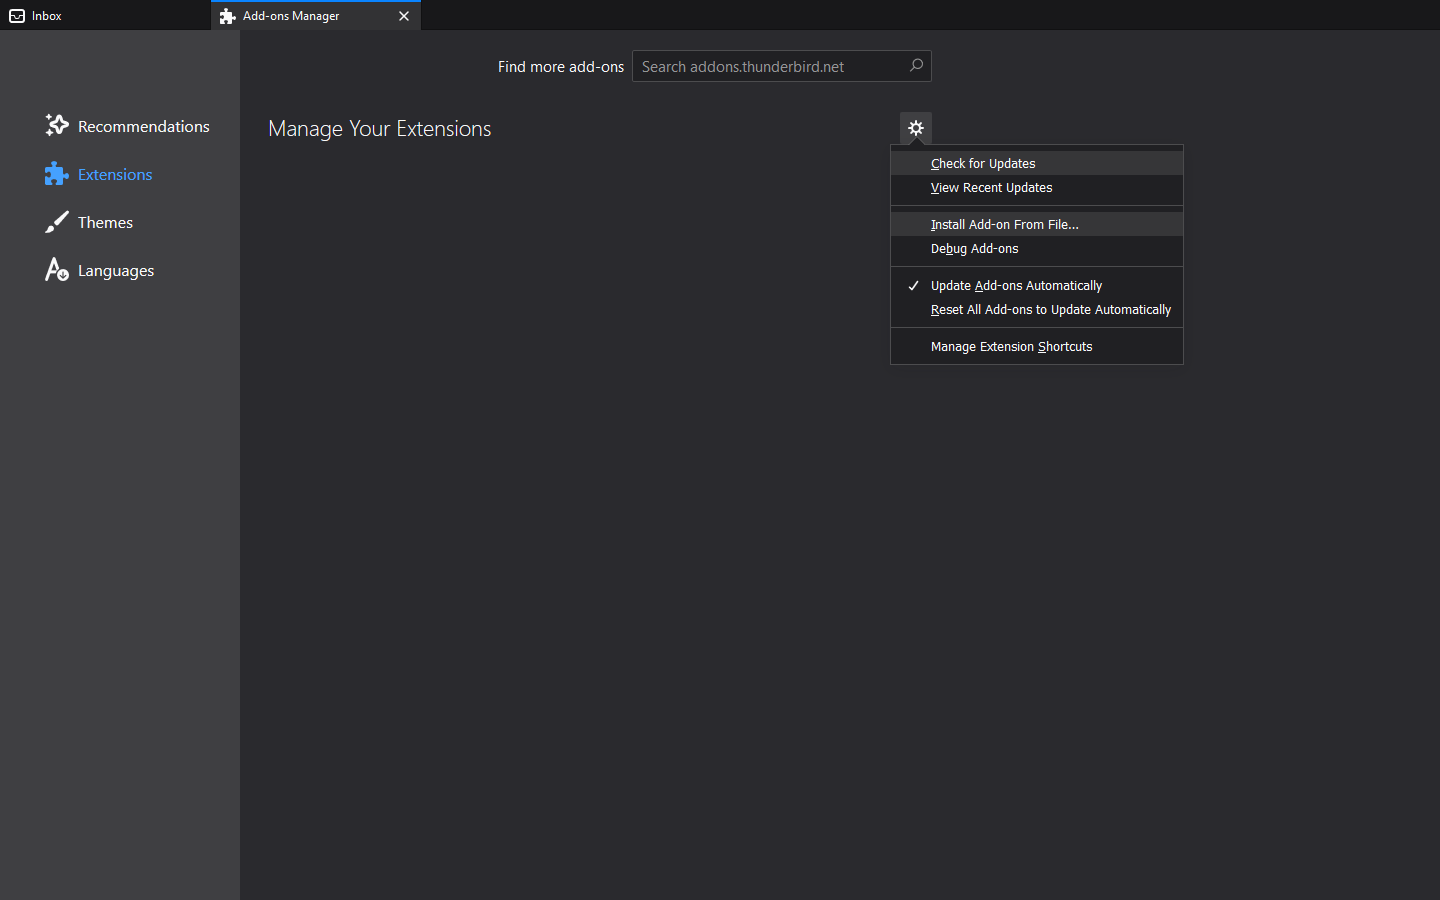 Inbox
Add-ons Manager
Find more add-ons
Search addons.thunderbird.net
Recommendations
Extensions
Themes
Languages
Manage Your Extensions
Check for Updates
View Recent Updates
Install Add-on From File...
Debug Add-ons
Update Add-ons Automatically
Reset All Add-ons to Update Automatically
Manage Extension Shortcuts